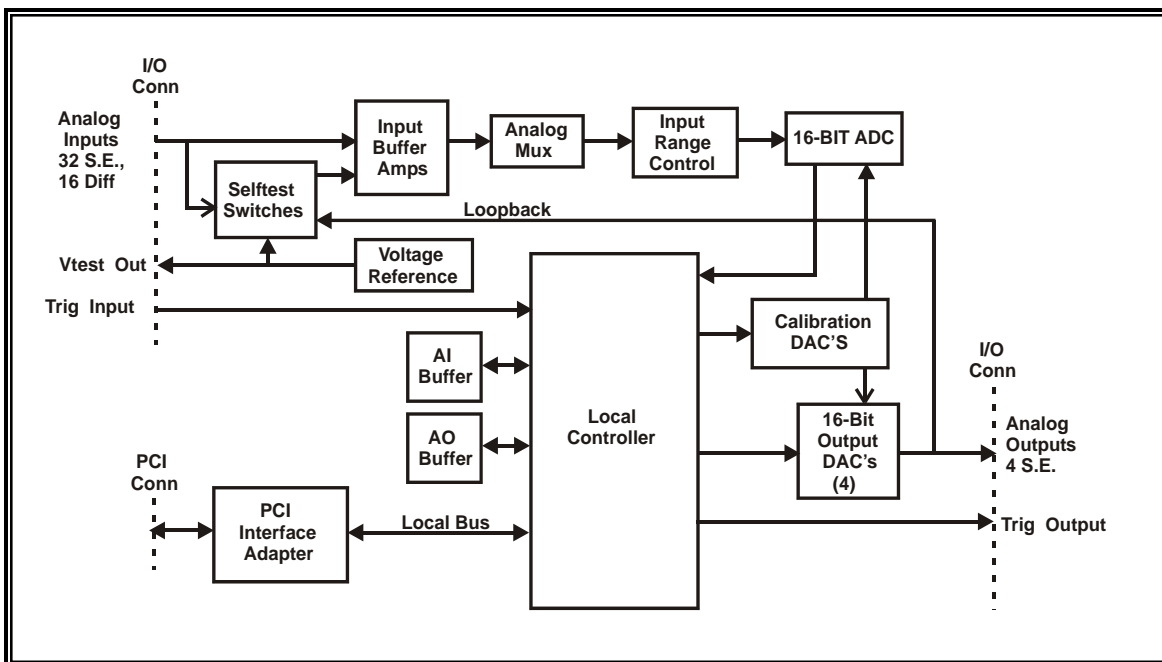 I/O
Conn
Analog
Inputs
32 S.E.,
16 Diff
Input
Buffer
Amps
Analog
Mux
Input
Range
Control
16-BIT ADC
Selftest
Switches
Loopback
Vtest Out
Voltage
Reference
Trig Input
Calibration
DAC'S
AI
Buffer
I/O
Conn
Local
Controller
AO
Buffer
16-Bit
Output
DAC's
(4)
Analog
Outputs
4 S.E.
PCI
Conn
PCI
Interface
Adapter
Local Bus
Trig Output